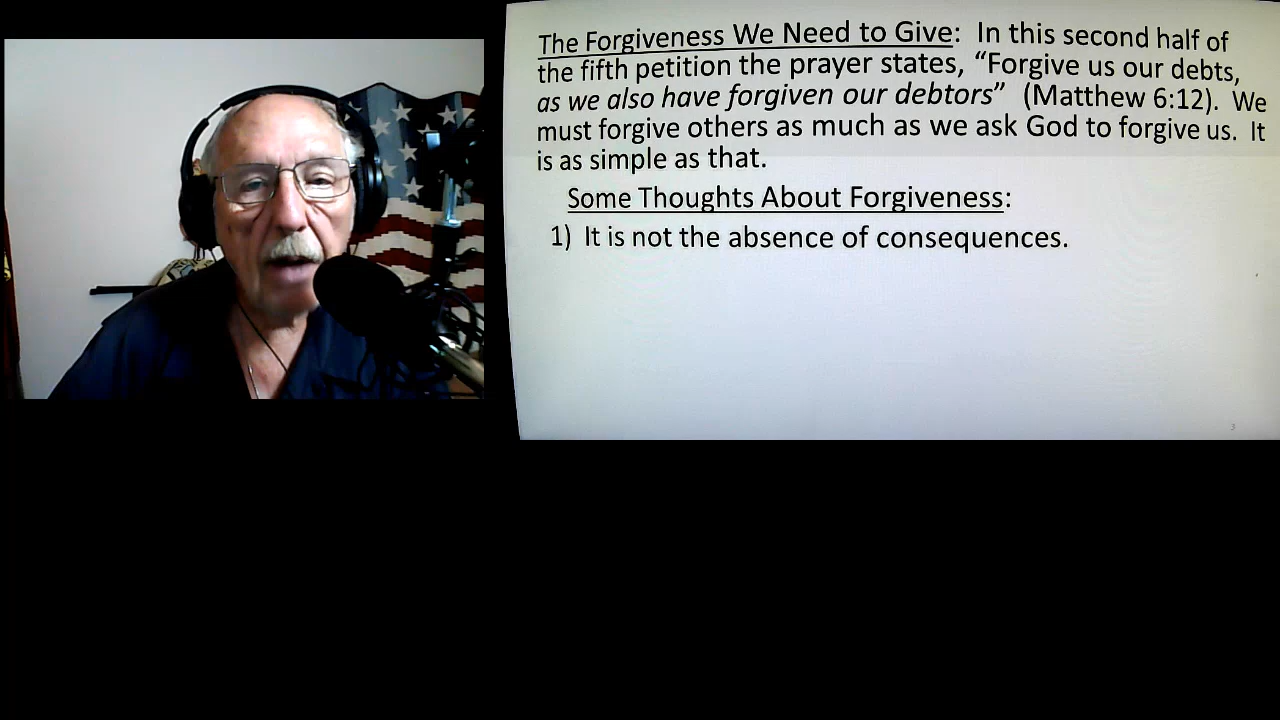 The Forgiveness We Need to Give: In this second half of
the fifth petition the prayer states, “Forgive us our debts,
as we also have forgiven our debtors” (Matthew 6:12). We
must forgive others as much as we ask God to forgive us. It
is as simple as that.
Some Thoughts About Forgiveness:
1) It is not the absence of consequences.
3